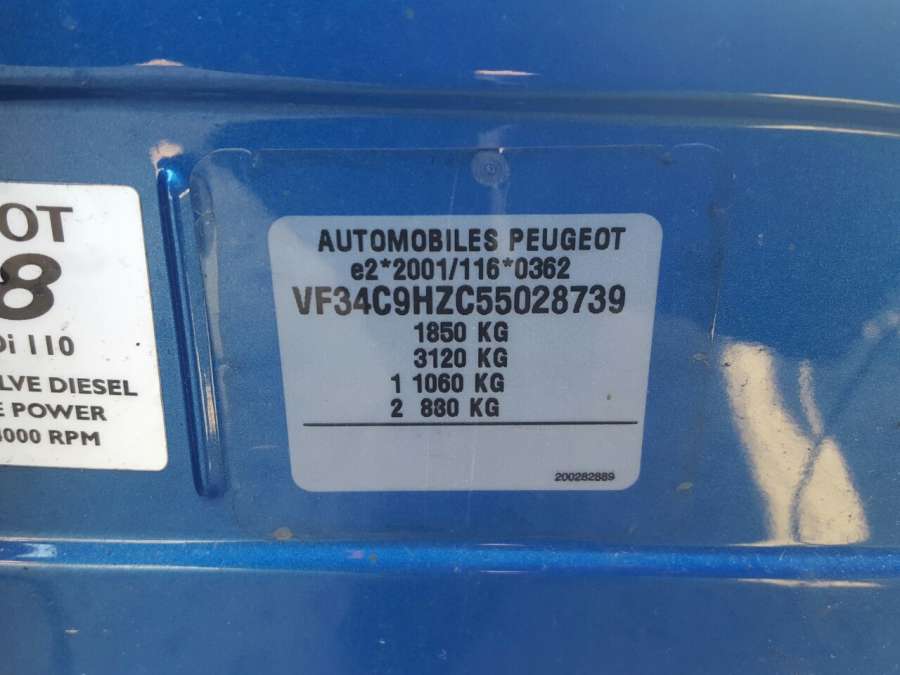 OT
8
Di 110
LVE DIESEL
E POWER
4000 RPM
AUTOMOBILES PEUGEOT
e2*2001/116*0362
VF34C9HZC55028739
1850 KG
3120 KG
1 1060 KG
2 880 KG
200282889